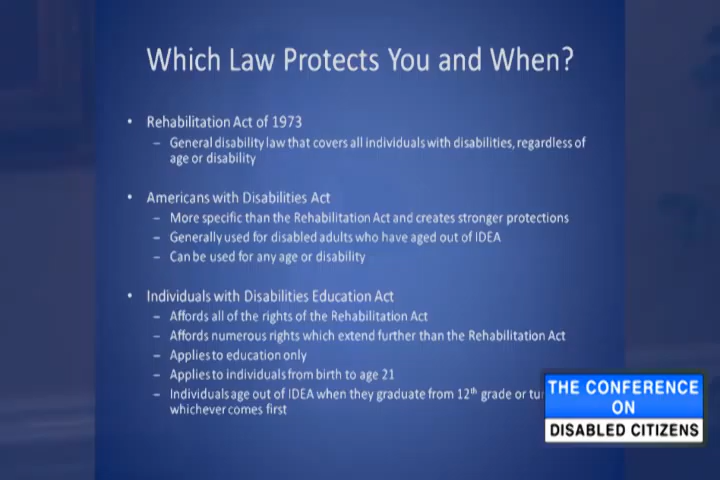 Which Law Protects You and When?
• Rehabilitation Act of 1973
– General disability law that covers all individuals with disabilities, regardless of
age or disability
• Americans with Disabilities Act
– More specific than the Rehabilitation Act and creates stronger protections
– Generally used for disabled adults who have aged out of IDEA
– Can be used for any age or disability
• Individuals with Disabilities Education Act
– Affords all of the rights of the Rehabilitation Act
– Affords numerous rights which extend further than the Rehabilitation Act
– Applies to education only
– Applies to individuals from birth to age 21
– Individuals age out of IDEA when they graduate from 12th grade or
whichever comes first
THE CONFERENCE
ON
DISABLED CITIZENS